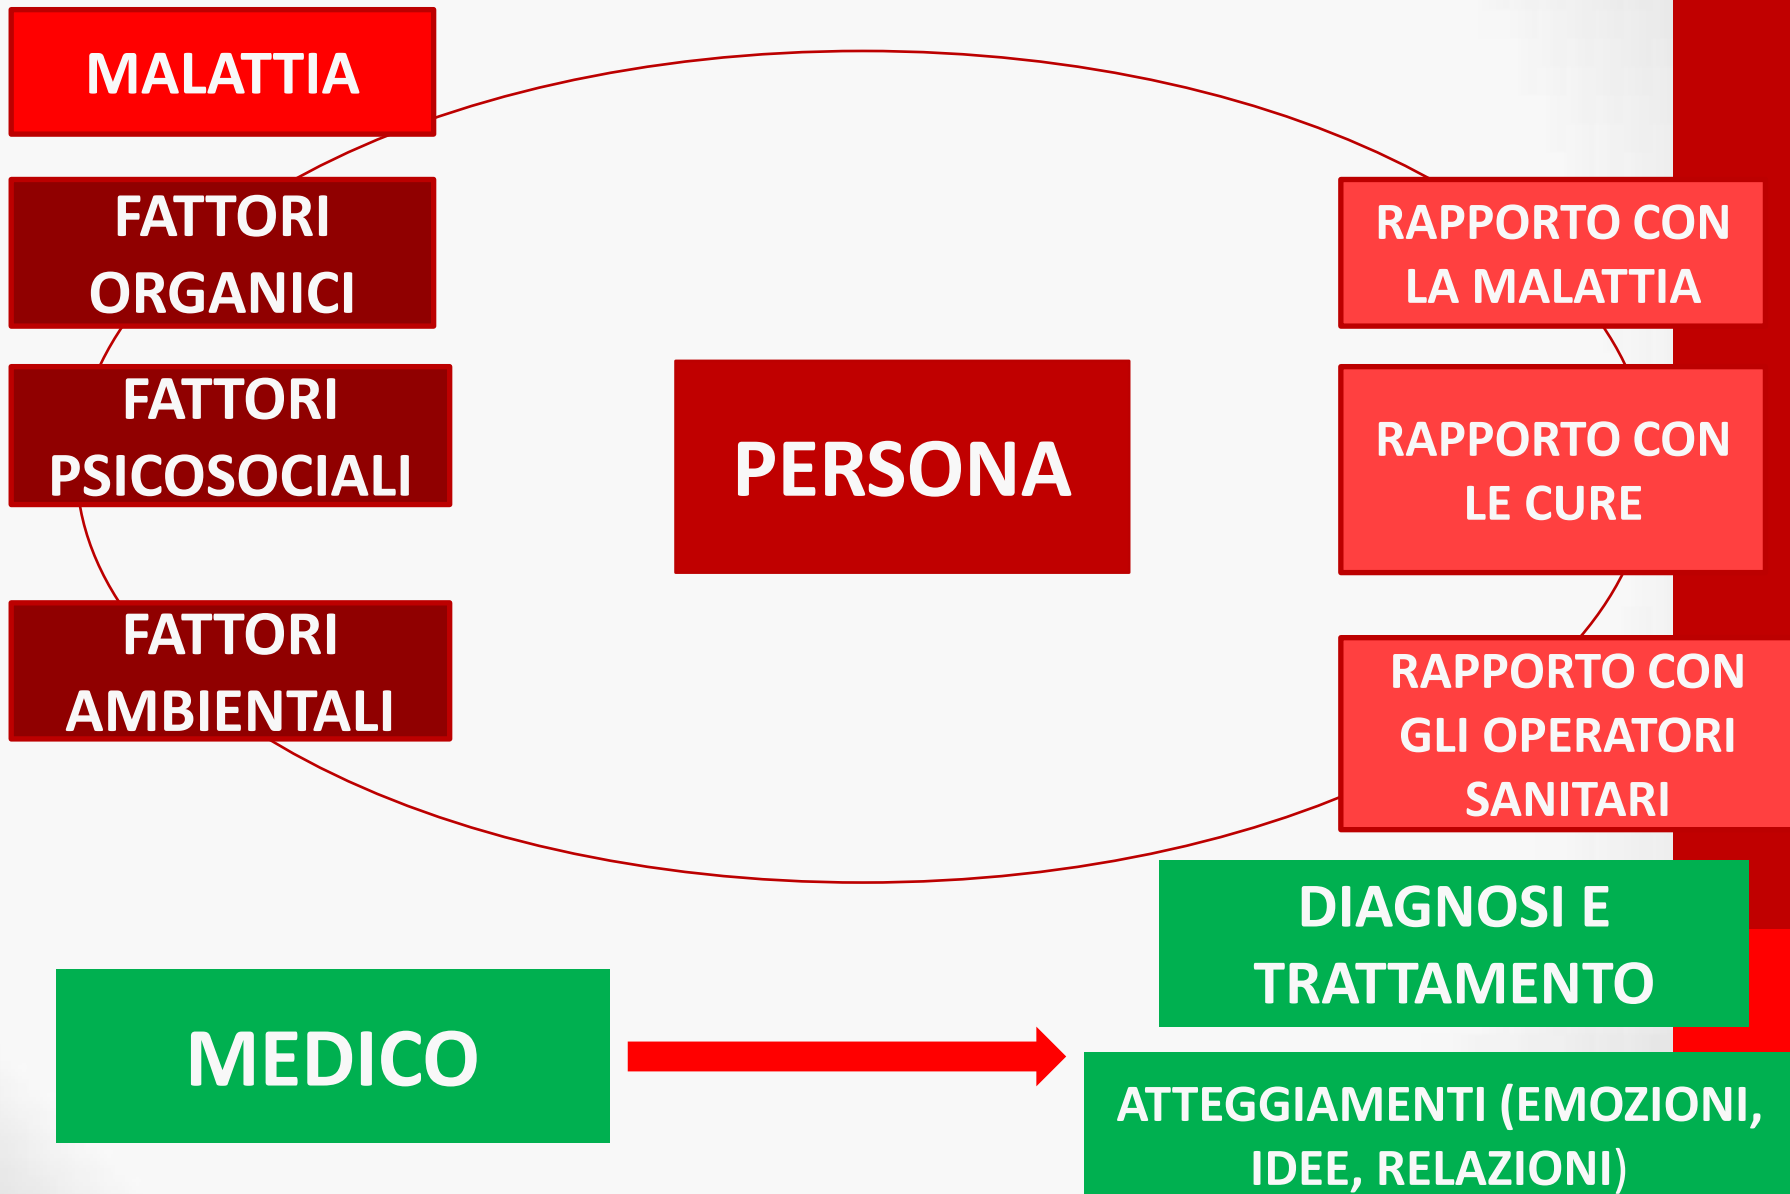 MALATTIA
FATTORI
ORGANICI
FATTORI
PSICOSOCIALI
FATTORI
AMBIENTALI
PERSONA
RAPPORTO CON
LA MALATTIA
RAPPORTO CON
LE CURE
RAPPORTO CON
GLI OPERATORI
SANITARI
MEDICO
DIAGNOSI E
TRATTAMENTO
ATTEGGIAMENTI (EMOZIONI,
IDEE, RELAZIONI)